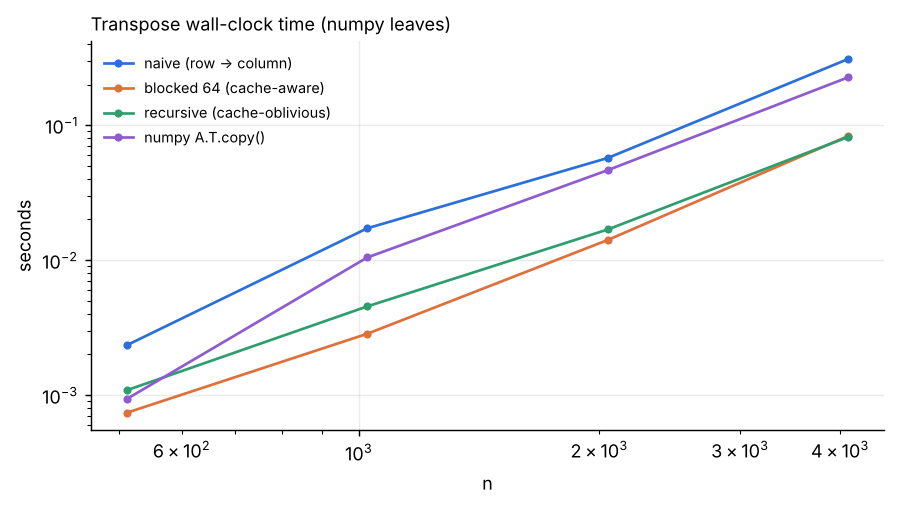 Transpose wall-clock time (numpy leaves)
naive (row → column)
blocked 64 (cache-aware)
recursive (cache-oblivious)
numpy A.T.copy()
10⁻¹
10⁻²
10⁻³
seconds
6 × 10²
10³
2 × 10³
3 × 10³
4 × 10³
n